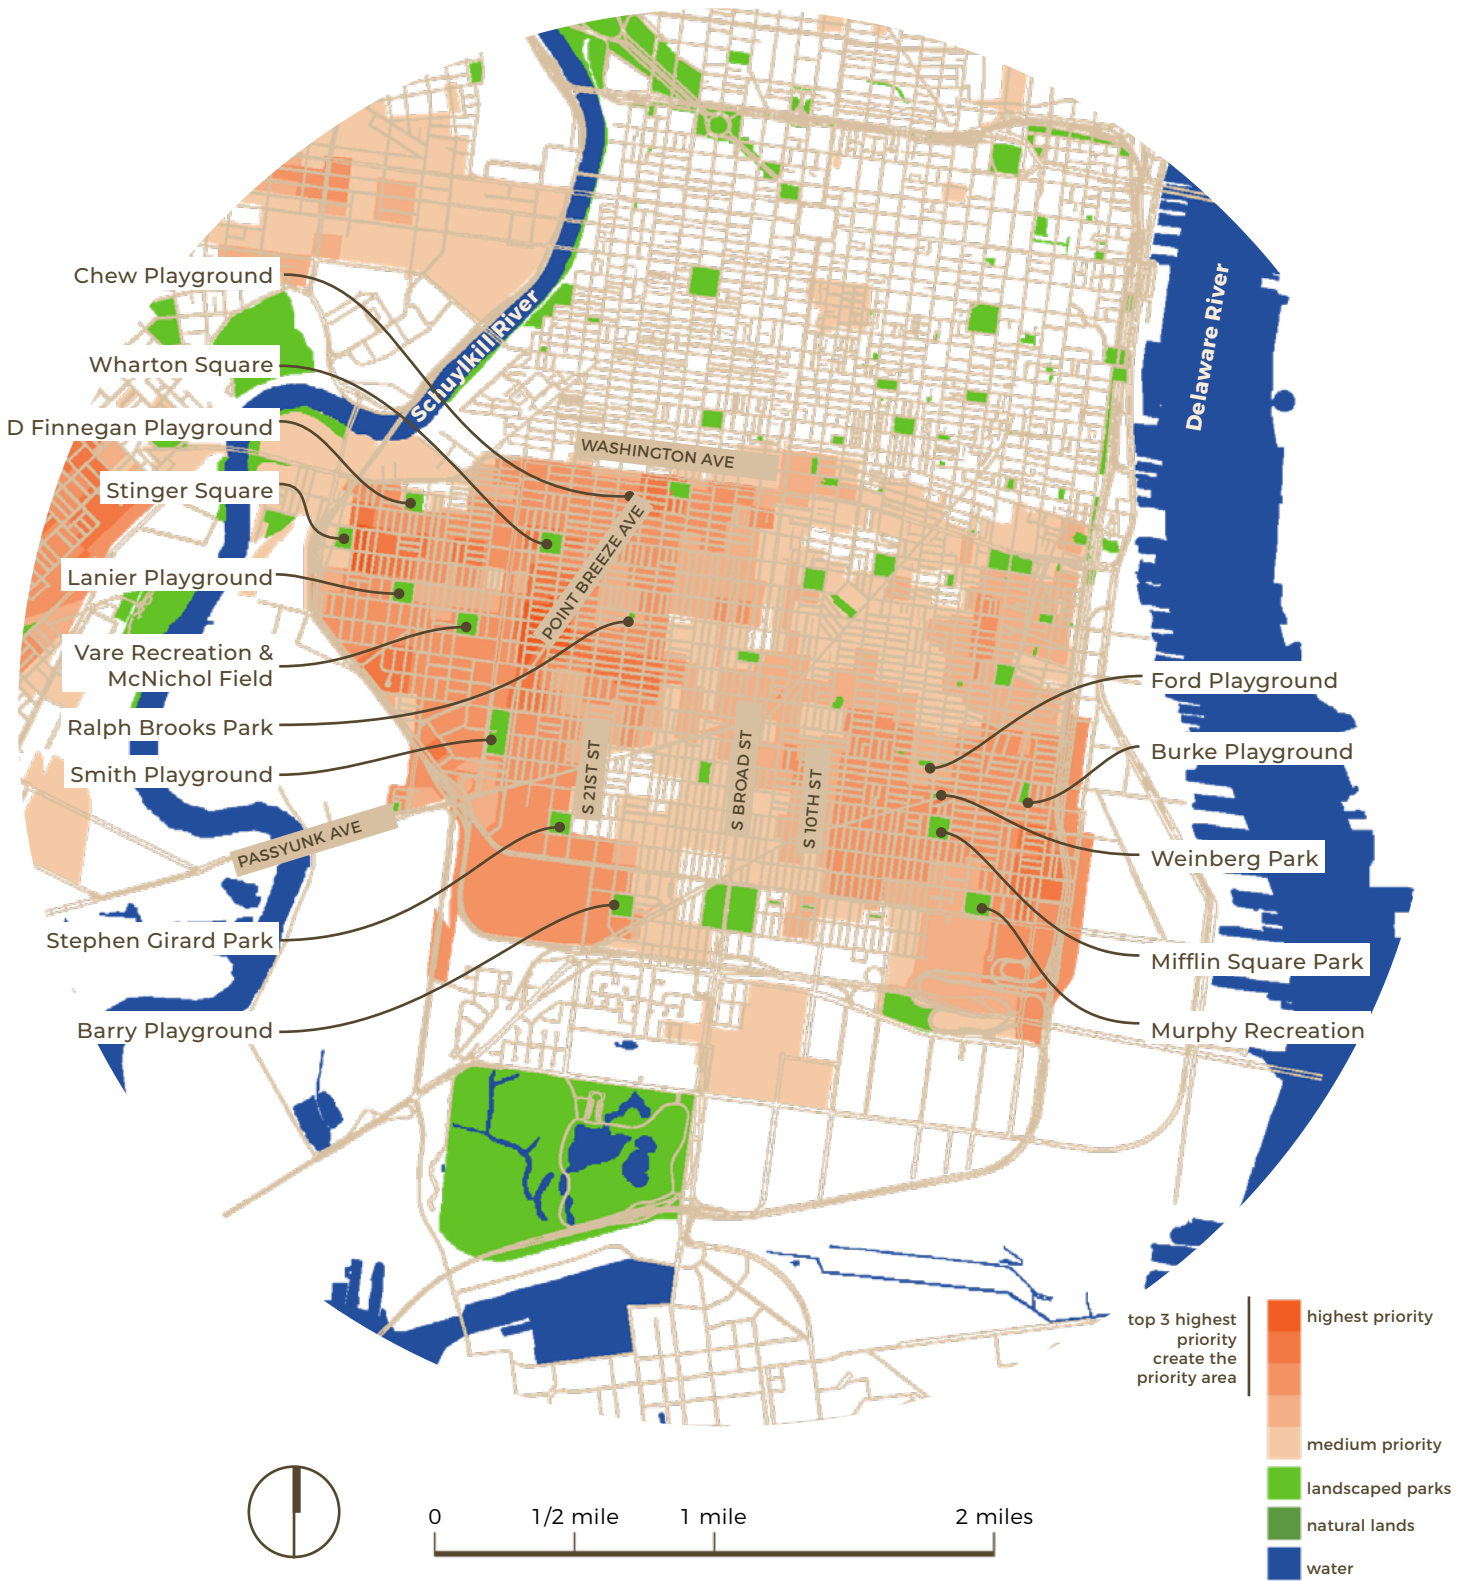 Chew Playground
Wharton Square
D Finnegan Playground
Stinger Square
Lanier Playground
Vare Recreation &
McNichol Field
Ralph Brooks Park
Smith Playground
Stephen Girard Park
Barry Playground
Schuylkill River
Delaware River
WASHINGTON AVE
POINT BREEZE AVE
S 21ST ST
S BROAD ST
S 10TH ST
PASSYUNK AVE
Ford Playground
Burke Playground
Weinberg Park
Mifflin Square Park
Murphy Recreation
top 3 highest
priority
create the
priority area
highest priority
medium priority
landscaped parks
natural lands
water
0 1/2 mile 1 mile 2 miles